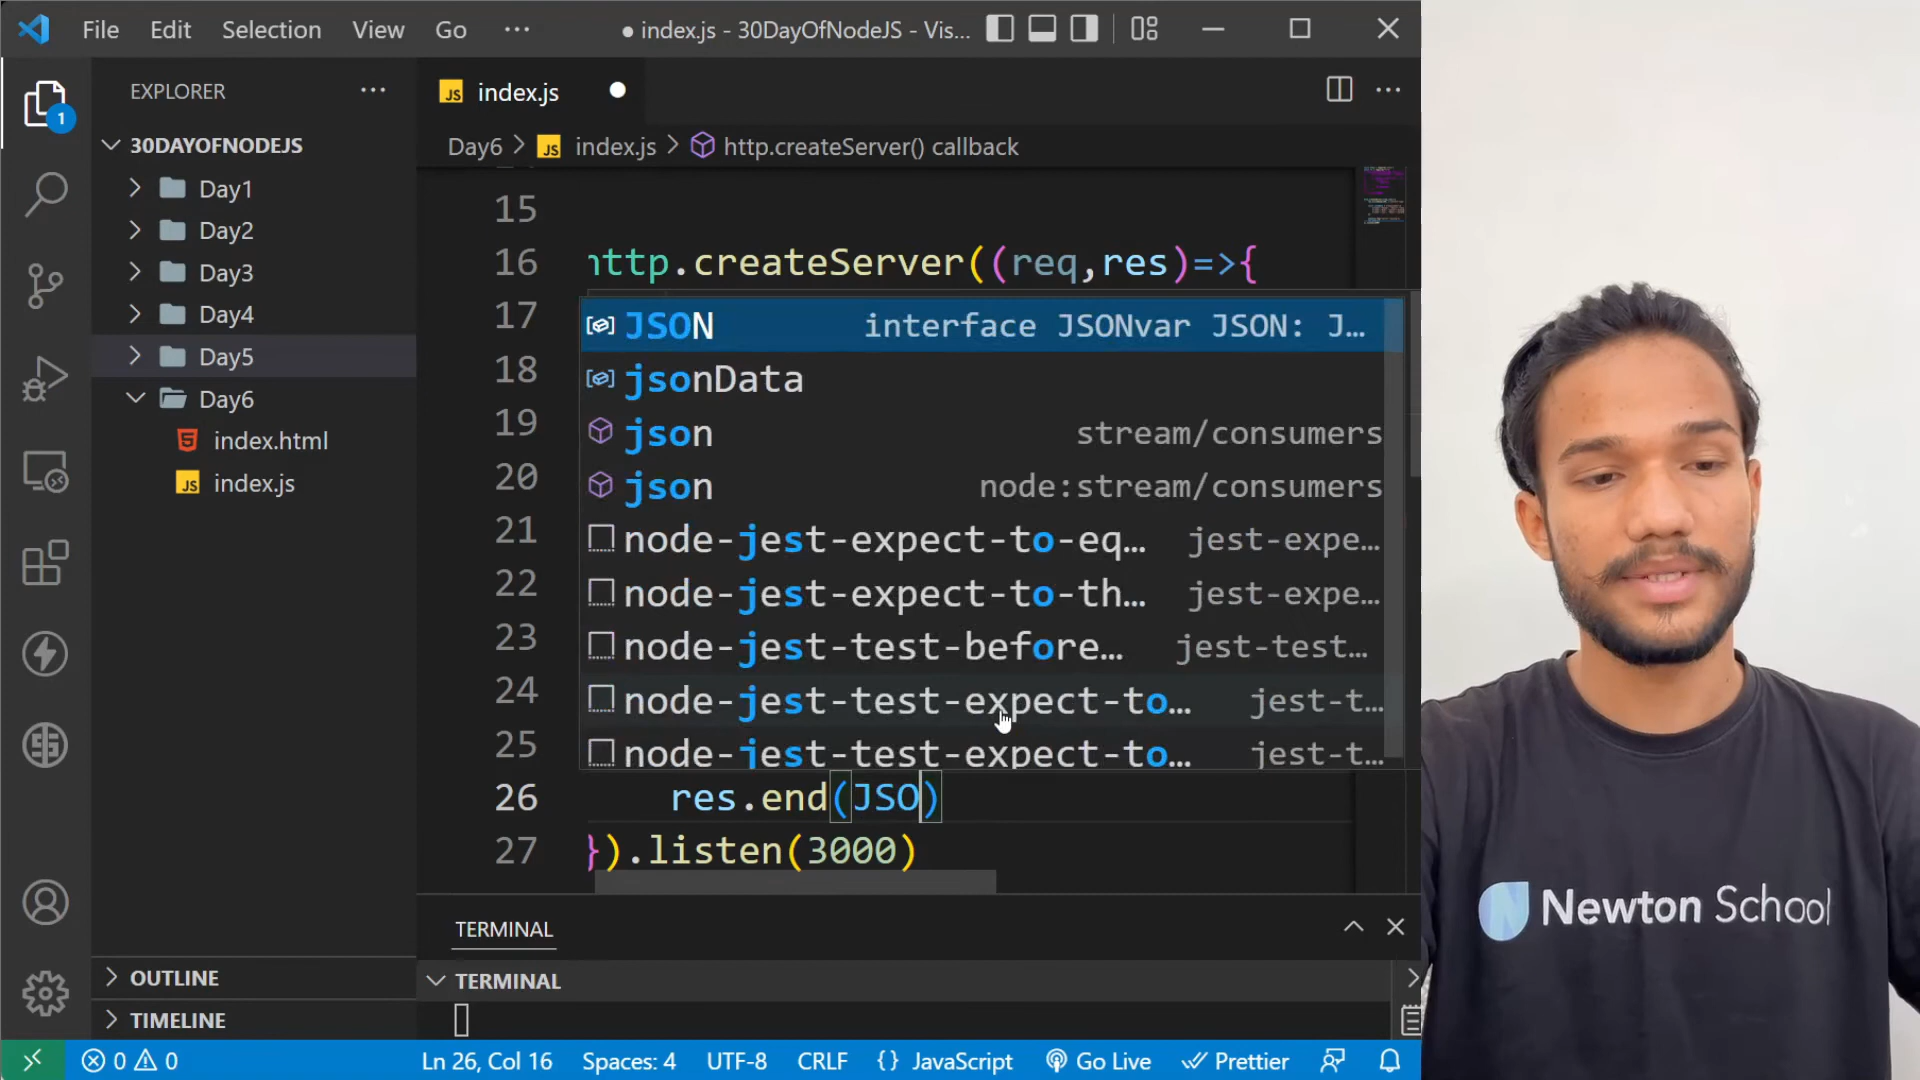 File Edit Selection View Go ··· ● index.js - 30DayOfNodeJS - Vis...
EXPLORER ···
1
30DAYOFNODEJS
Day1
Day2
Day3
Day4
Day5
Day6
index.html
index.js
OUTLINE
TIMELINE
JS index.js
Day6 > JS index.js > http.createServer() callback
15
16 http.createServer((req,res)=>{
17
18
19
20
21
22
23
24
25
JSON interface JSONvar JSON: J...
jsonData
json stream/consumers
json node:stream/consumers
node-jest-expect-to-eq... jest-expe...
node-jest-expect-to-th... jest-expe...
node-jest-test-before... jest-test...
node-jest-test-expect-to... jest-t...
node-jest-test-expect-to... jest-t...
26 res.end(JSO)
27 }).listen(3000)
TERMINAL
TERMINAL
0 0 Ln 26, Col 16 Spaces: 4 UTF-8 CRLF {} JavaScript Go Live Prettier
Newton School